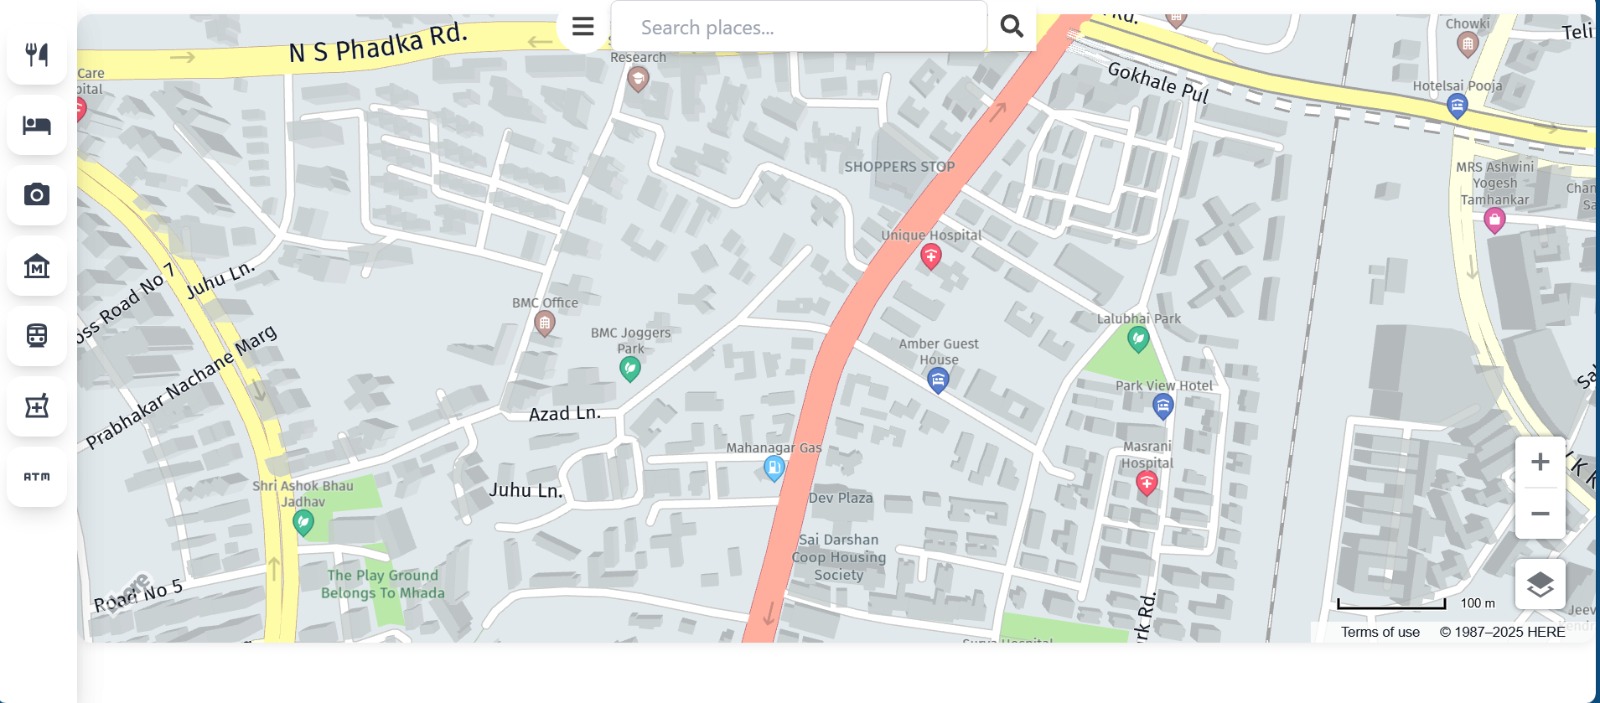 Search places...
N S Phadka Rd.
Rd.
Gokhale Pul
Chowki
Teli
Care
Research
Hotelsai Pooja
SHOPPERS STOP
MRS Ashwini
Yogesh
Tamhankar
Unique Hospital
Juhu Ln.
oss Road No 7
BMC Office
BMC Joggers
Park
Lalubhai Park
Amber Guest
House
Prabhakar Nachane Marg
Park View Hotel
Azad Ln.
Mahanagar Gas
Masrani
Hospital
ATM
Shri Ashok Bhau
Jadhav
Juhu Ln.
Dev Plaza
Sai Darshan
Coop Housing
Society
The Play Ground
Belongs To Mhada
Road No 5
here
rk Rd.
100 m
Jeev
Terms of use © 1987–2025 HERE